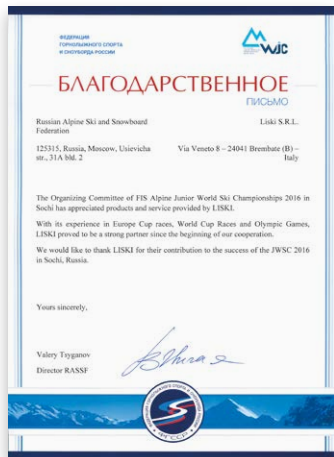 ФЕДЕРАЦИЯ
ГОРНОЛЫЖНОГО СПОРТА
И СНОУБОРДА РОССИИ
WJC
БЛАГОДАРСТВЕННОЕ
ПИСЬМО
Russian Alpine Ski and Snowboard
Federation
Liski S.R.L.
125315, Russia, Moscow, Usievicha
str., 31A bld. 2
Via Veneto 8 – 24041 Brembate (B) –
Italy
The Organizing Committee of FIS Alpine Junior World Ski Championships 2016 in
Sochi has appreciated products and service provided by LISKI.
With its experience in Europe Cup races, World Cup Races and Olympic Games,
LISKI proved to be a strong partner since the beginning of our cooperation.
We would like to thank LISKI for their contribution to the success of the JWSC 2016
in Sochi, Russia.
Yours sincerely,
Valery Tsyganov
Director RASSF
ФГССР